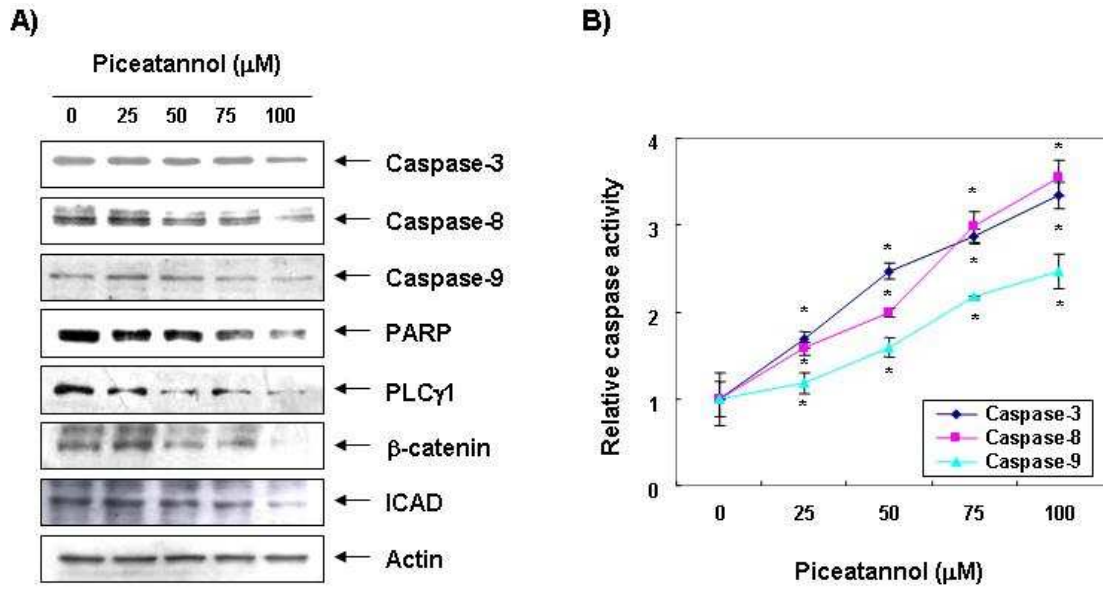 A)
Piceatannol (μM)
0 25 50 75 100
Caspase-3
Caspase-8
Caspase-9
PARP
PLCγ1
β-catenin
ICAD
Actin
B)
Relative caspase activity
4
3
2
1
0
* * * * * * * * * * * *
Caspase-3
Caspase-8
Caspase-9
0 25 50 75 100
Piceatannol (μM)